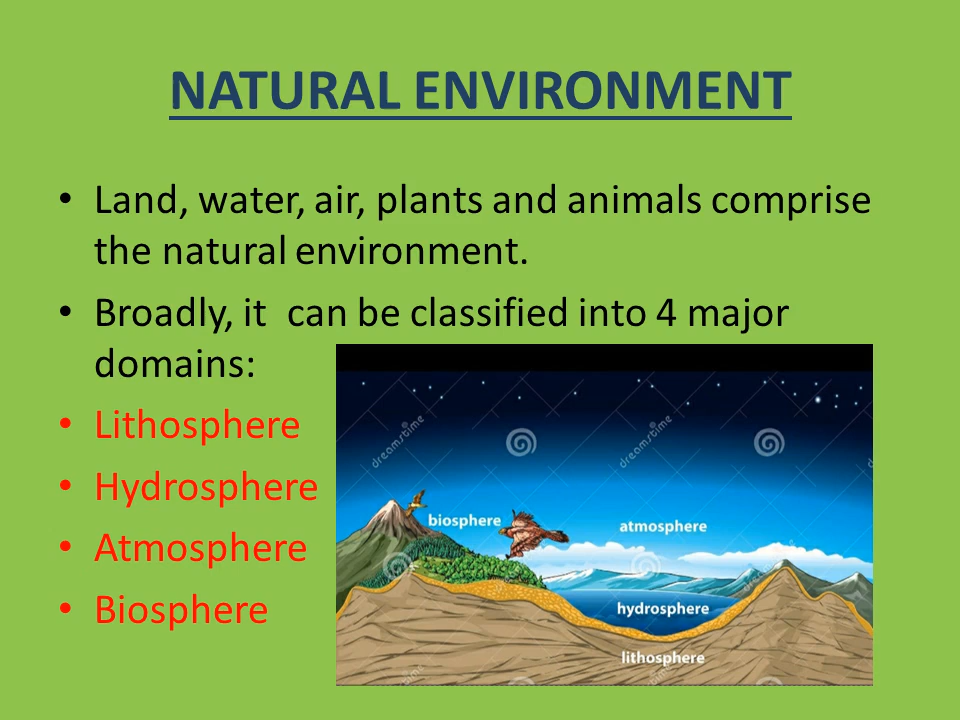 NATURAL ENVIRONMENT
• Land, water, air, plants and animals comprise
the natural environment.
• Broadly, it  can be classified into 4 major
domains:
• Lithosphere
• Hydrosphere
• Atmosphere
• Biosphere
dreamstime
dreamstime
biosphere
atmosphere
hydrosphere
lithosphere